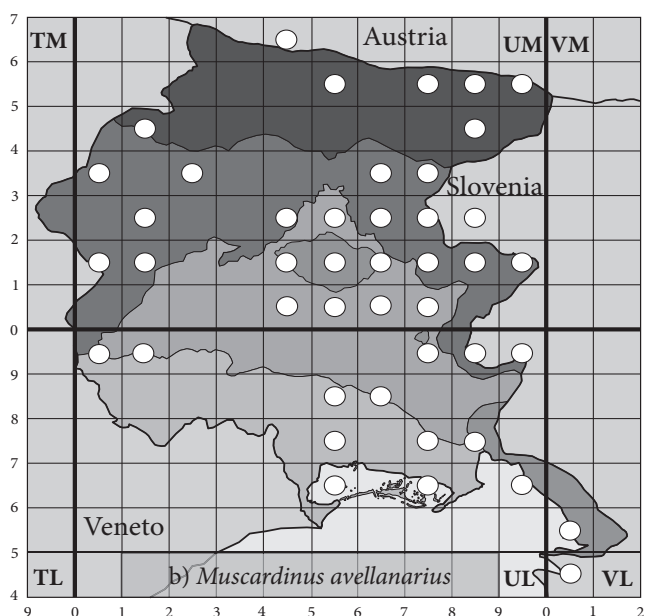 7
TM Austria UM VM
6
5
4
3 Slovenia
2
1
0
9
8
7
6
Veneto
5
TL b) Muscardinus avellanarius UL VL
4
9 0 1 2 3 4 5 6 7 8 9 0 1 2